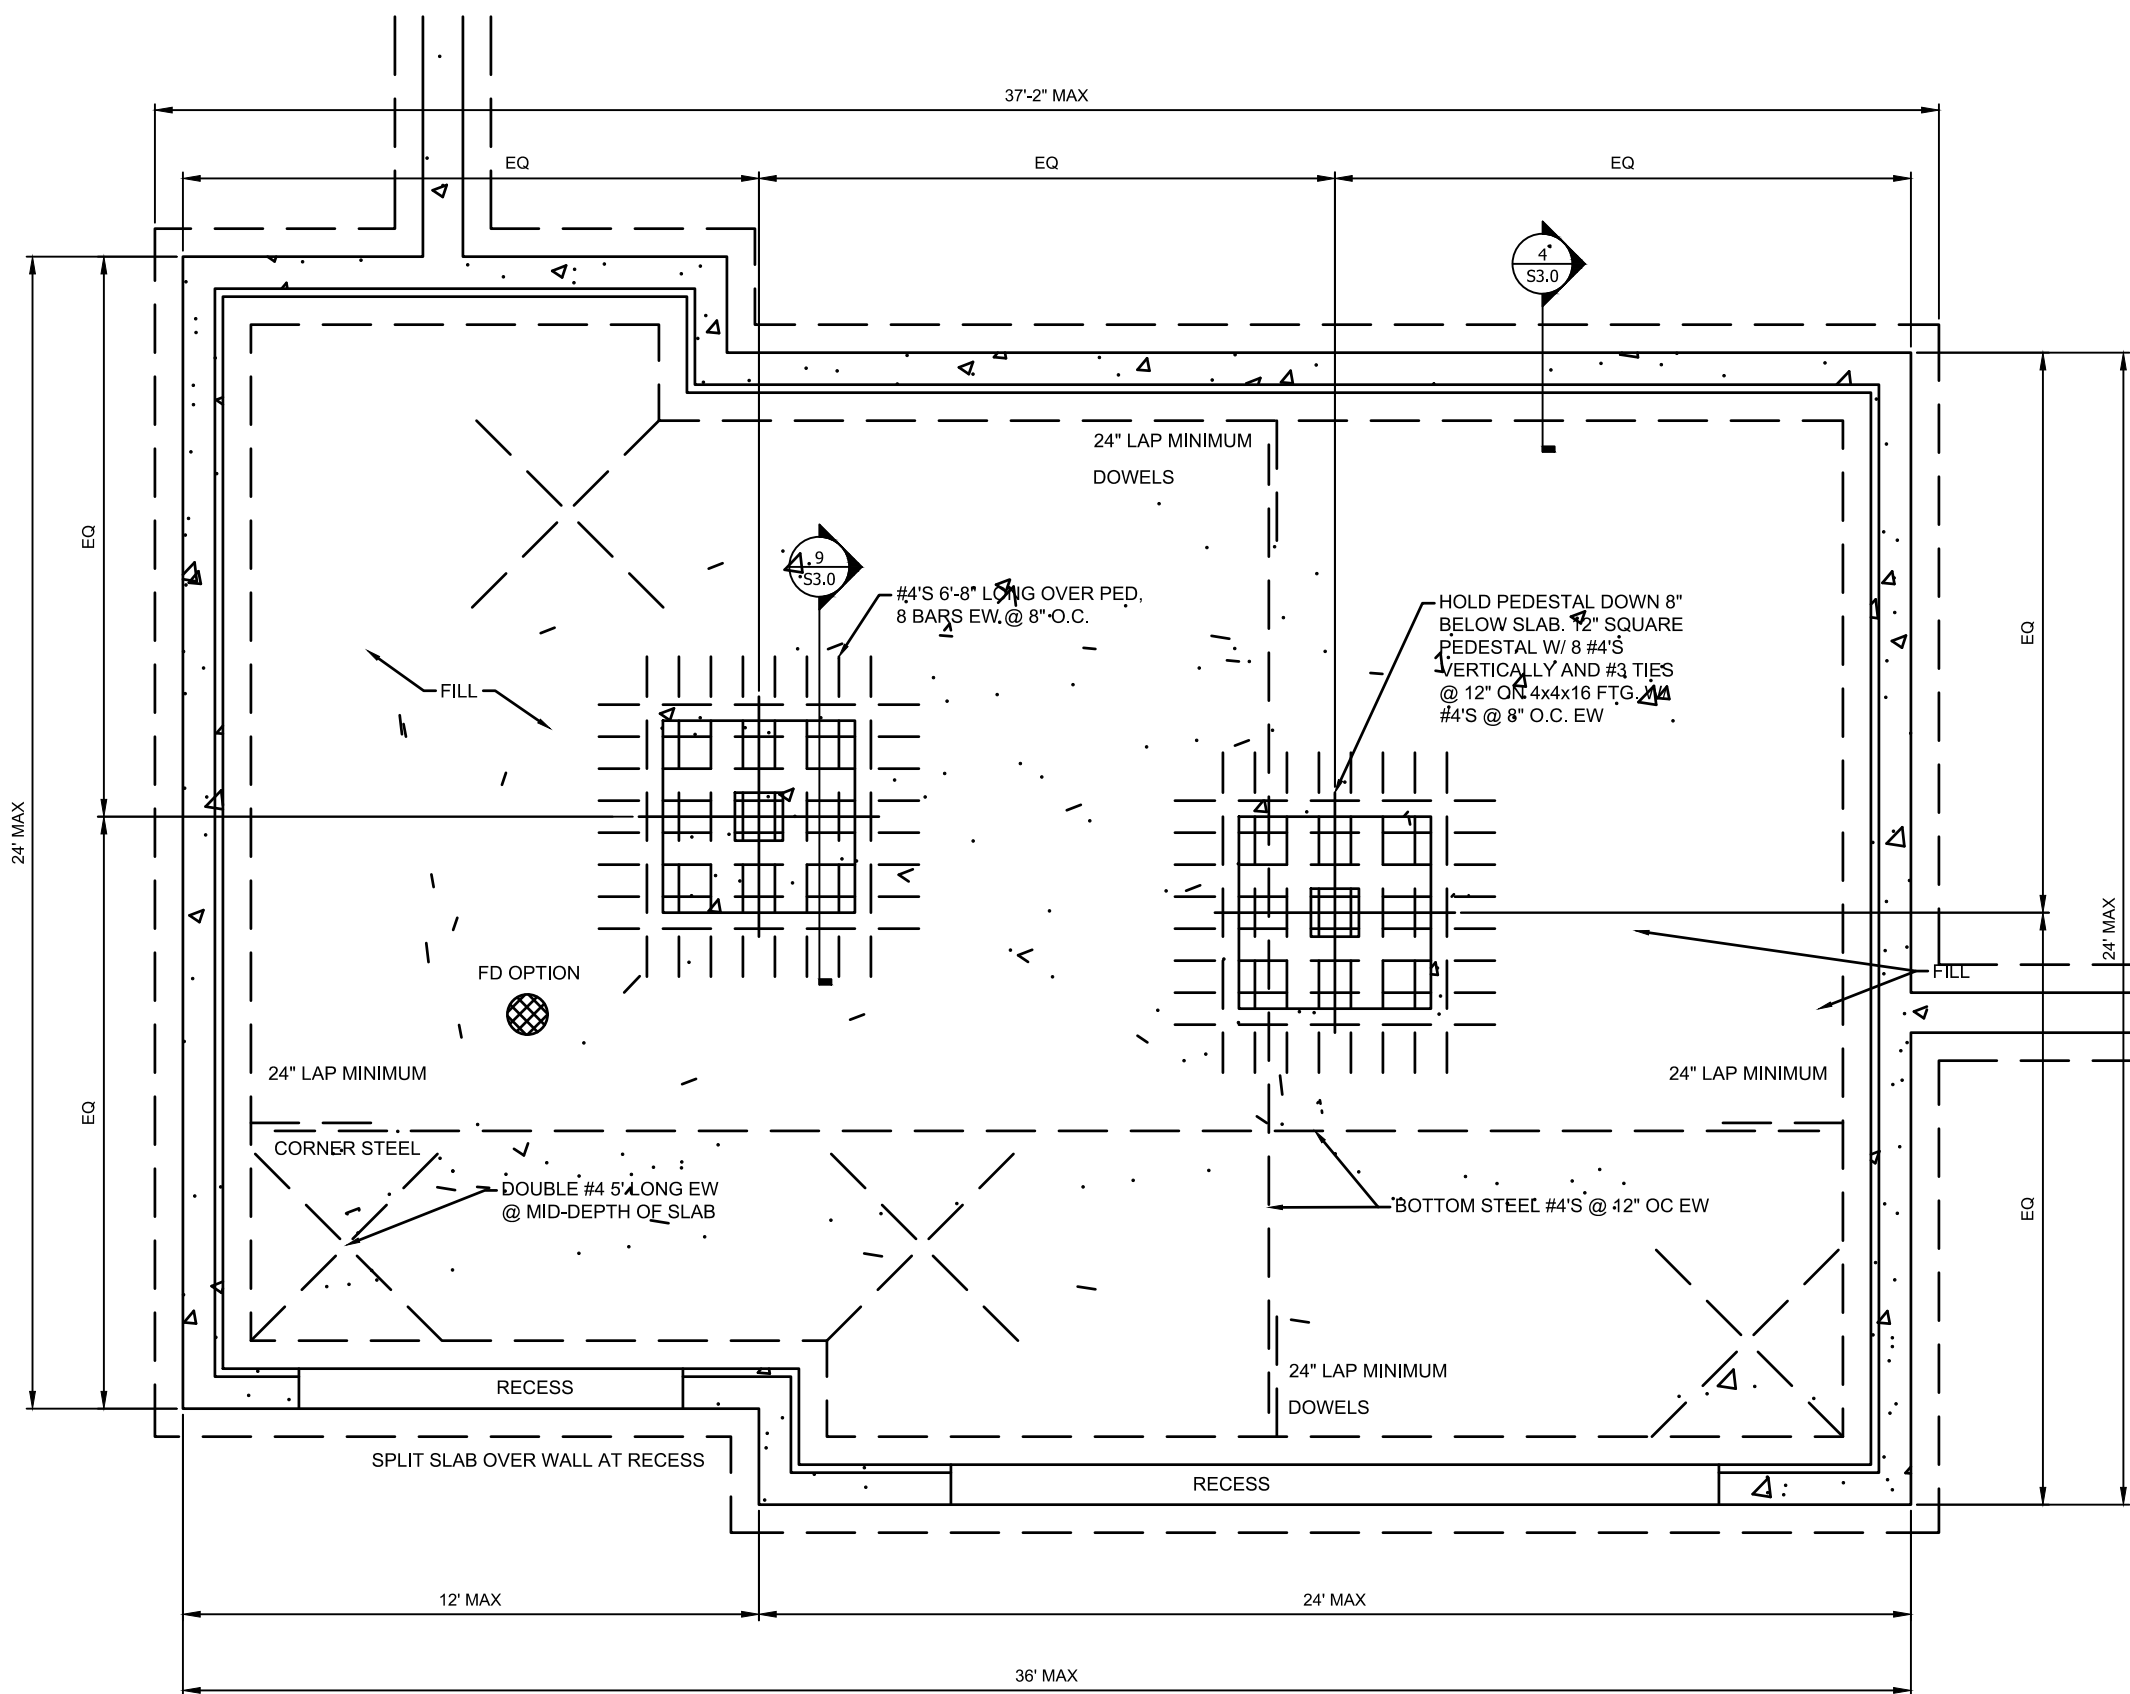 37'-2" MAX
EQ
EQ
EQ
4
S3.0
24" LAP MINIMUM
DOWELS
EQ
9
S3.0
#4'S 6'-8" LONG OVER PED,
8 BARS EW @ 8" O.C.
HOLD PEDESTAL DOWN 8"
BELOW SLAB. 12" SQUARE
PEDESTAL W/ 8 #4'S
VERTICALLY AND #3 TIES
@ 12" ON 4x4x16 FTG. W/
#4'S @ 8" O.C. EW
EQ
FILL
24' MAX
24' MAX
FD OPTION
FILL
24" LAP MINIMUM
24" LAP MINIMUM
EQ
CORNER STEEL
DOUBLE #4 5' LONG EW
@ MID-DEPTH OF SLAB
BOTTOM STEEL #4'S @ 12" OC EW
EQ
24" LAP MINIMUM
DOWELS
RECESS
SPLIT SLAB OVER WALL AT RECESS
RECESS
12' MAX
24' MAX
36' MAX